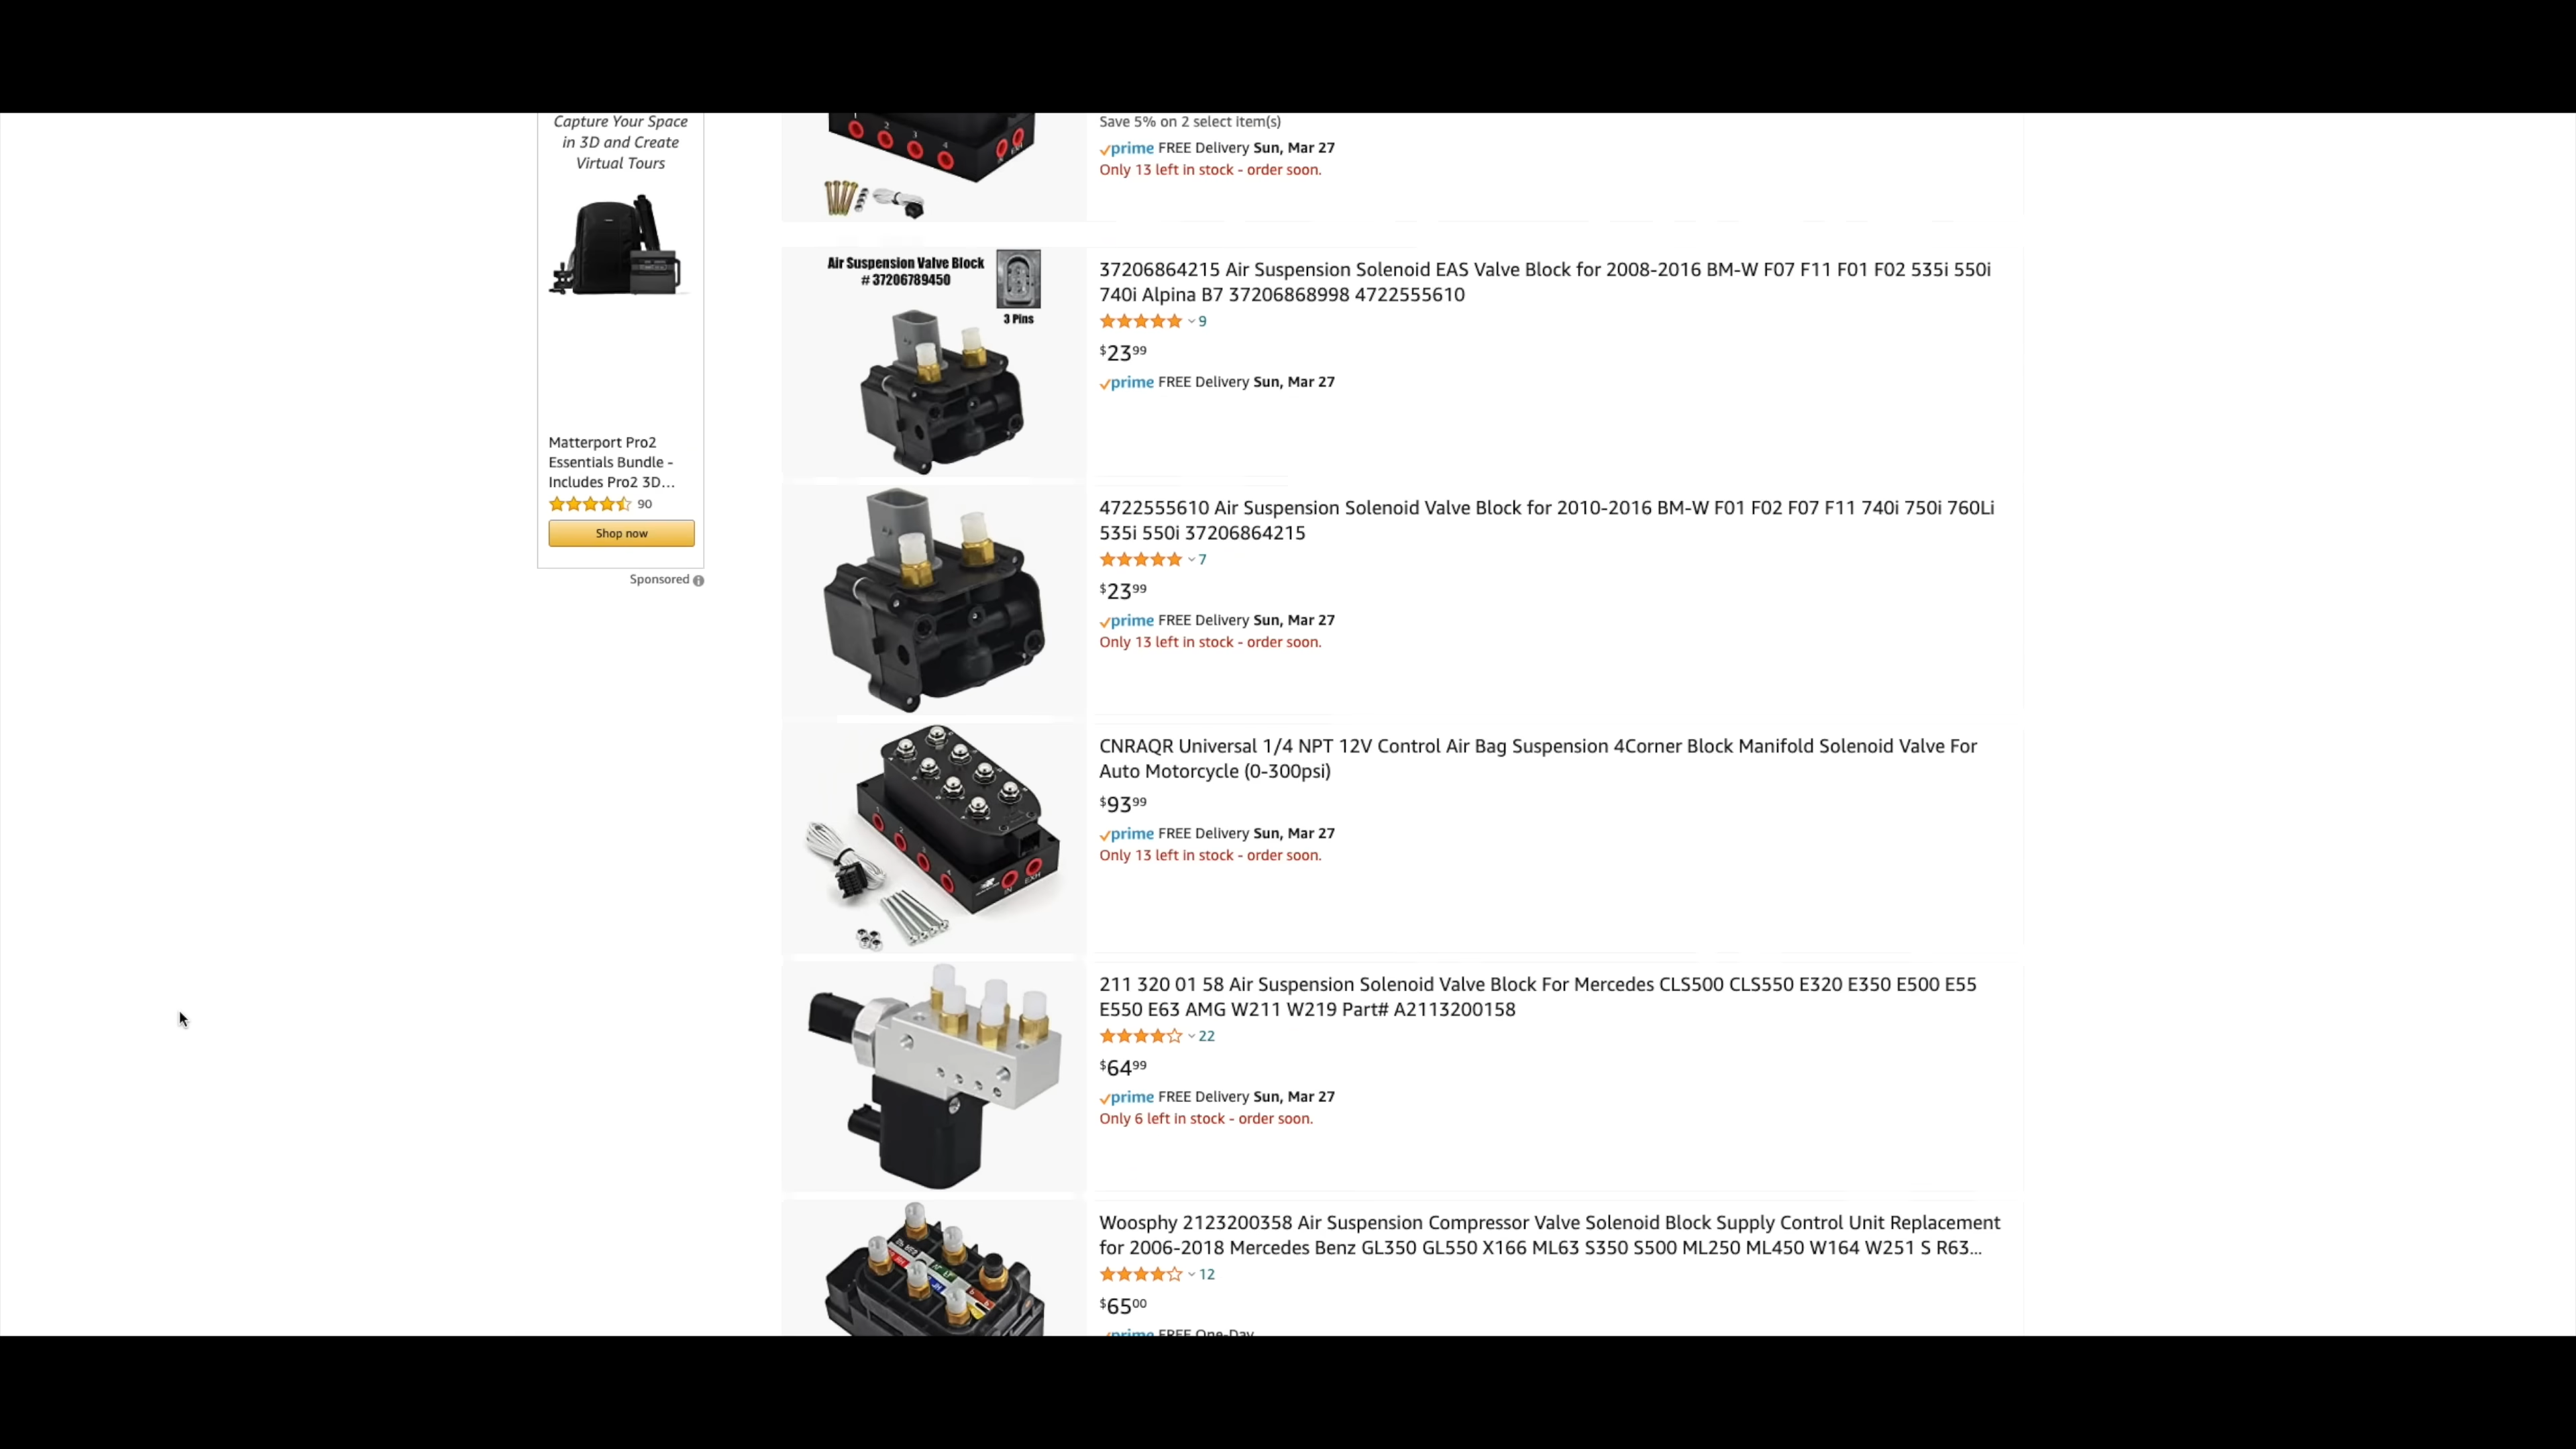 Capture Your Space
in 3D and Create
Virtual Tours
Matterport Pro2
Essentials Bundle -
Includes Pro2 3D...
90
Shop now
Sponsored
1 2 3 4
Save 5% on 2 select item(s)
prime FREE Delivery Sun, Mar 27
Only 13 left in stock - order soon.
Air Suspension Valve Block
# 37206789450
3 Pins
37206864215 Air Suspension Solenoid EAS Valve Block for 2008-2016 BM-W F07 F11 F01 F02 535i 550i
740i Alpina B7 37206868998 4722555610
9
$23 99
prime FREE Delivery Sun, Mar 27
4722555610 Air Suspension Solenoid Valve Block for 2010-2016 BM-W F01 F02 F07 F11 740i 750i 760Li
535i 550i 37206864215
7
$23 99
prime FREE Delivery Sun, Mar 27
Only 13 left in stock - order soon.
IN EXH
CNRAQR Universal 1/4 NPT 12V Control Air Bag Suspension 4Corner Block Manifold Solenoid Valve For
Auto Motorcycle (0-300psi)
$93 99
prime FREE Delivery Sun, Mar 27
Only 13 left in stock - order soon.
211 320 01 58 Air Suspension Solenoid Valve Block For Mercedes CLS500 CLS550 E320 E350 E500 E55
E550 E63 AMG W211 W219 Part# A2113200158
22
$64 99
prime FREE Delivery Sun, Mar 27
Only 6 left in stock - order soon.
Woosphy 2123200358 Air Suspension Compressor Valve Solenoid Block Supply Control Unit Replacement
for 2006-2018 Mercedes Benz GL350 GL550 X166 ML63 S350 S500 ML250 ML450 W164 W251 S R63...
12
$65 00
prime FREE One-Day